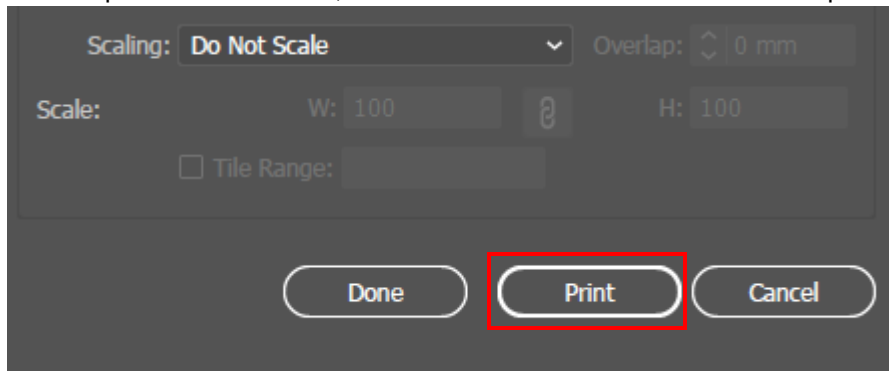 Scaling: Do Not Scale Overlap: 0 mm
Scale: W: 100 H: 100
Tile Range:
Done Print Cancel